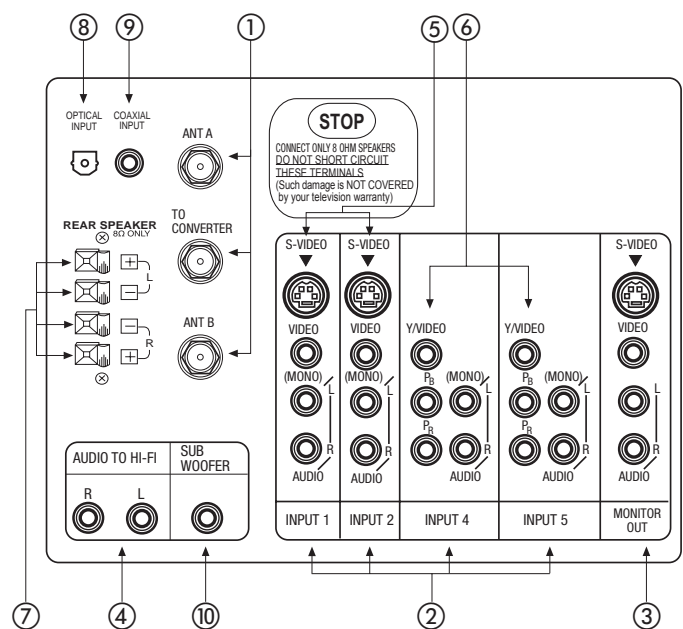 ⑧ ⑨ ① ⑤ ⑥
OPTICAL
INPUT
COAXIAL
INPUT
ANT A
STOP
CONNECT ONLY 8 OHM SPEAKERS
DO NOT SHORT CIRCUIT
THESE TERMINALS
(Such damage is NOT COVERED
by your television warranty)
REAR SPEAKER
8Ω ONLY
+
L
−
−
R
+
TO
CONVERTER
ANT B
S-VIDEO
VIDEO
(MONO)
L
R
AUDIO
INPUT 1
S-VIDEO
VIDEO
(MONO)
L
R
AUDIO
INPUT 2
Y/VIDEO
PB
(MONO)
L
PR
R
AUDIO
INPUT 4
Y/VIDEO
PB
(MONO)
L
PR
R
AUDIO
INPUT 5
S-VIDEO
VIDEO
L
R
AUDIO
MONITOR
OUT
AUDIO TO HI-FI
R L
SUB
WOOFER
⑦ ④ ⑩ ② ③